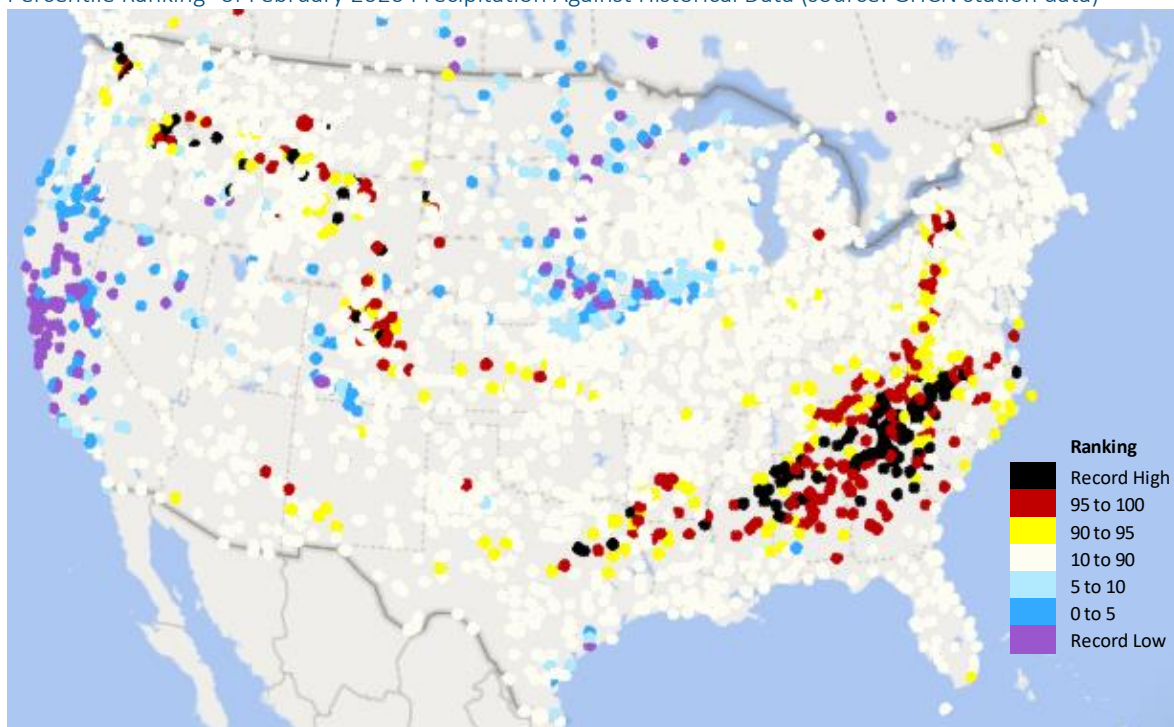 Percentile Ranking* of February 2020 Precipitation Against Historical Data (Source: GHCN station data)
Ranking
Record High
95 to 100
90 to 95
10 to 90
5 to 10
0 to 5
Record Low